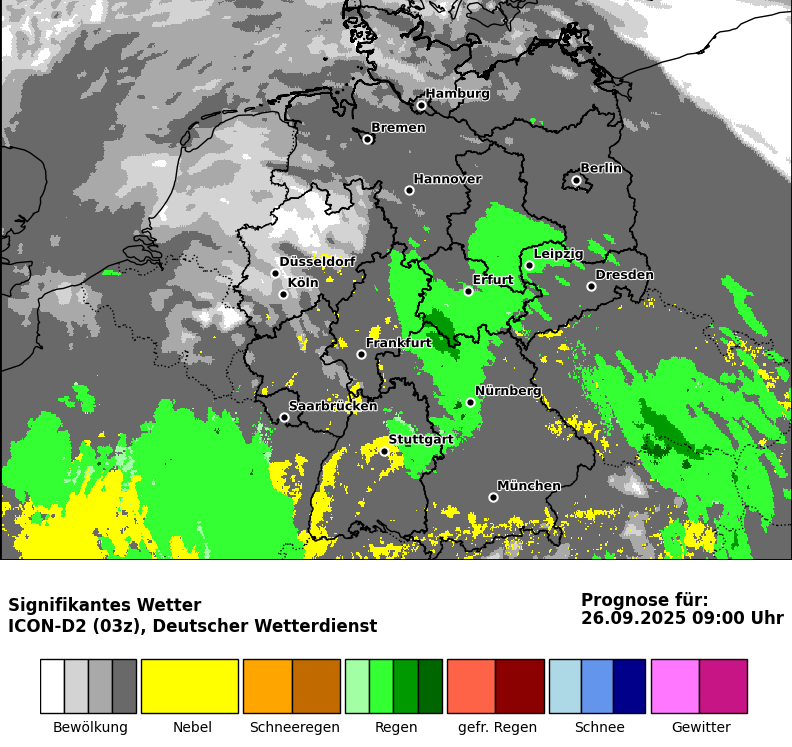 Hamburg
Bremen
Berlin
Hannover
Leipzig
Düsseldorf
Dresden
Köln
Erfurt
Frankfurt
Nürnberg
Saarbrücken
Stuttgart
München
Signifikantes Wetter
ICON-D2 (03z), Deutscher Wetterdienst
Prognose für:
26.09.2025 09:00 Uhr
Bewölkung Nebel Schneeregen Regen gefr. Regen Schnee Gewitter